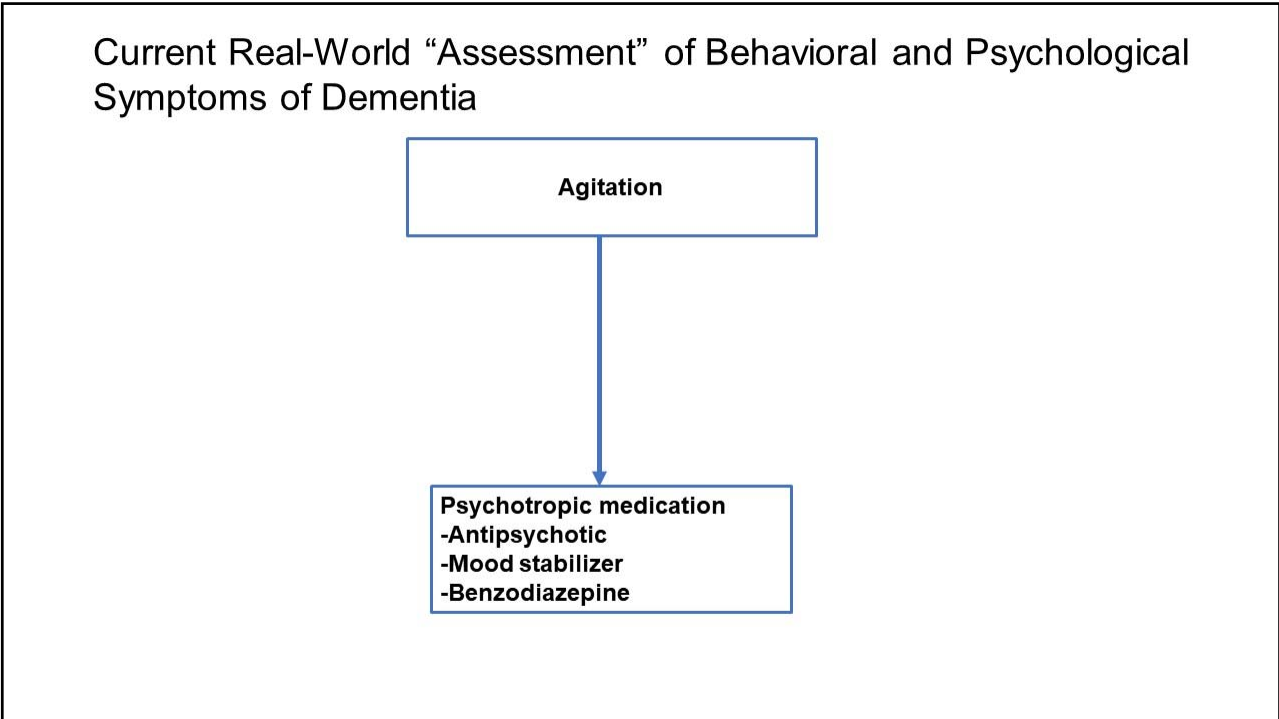 Current Real-World “Assessment” of Behavioral and Psychological
Symptoms of Dementia
Agitation
Psychotropic medication
-Antipsychotic
-Mood stabilizer
-Benzodiazepine